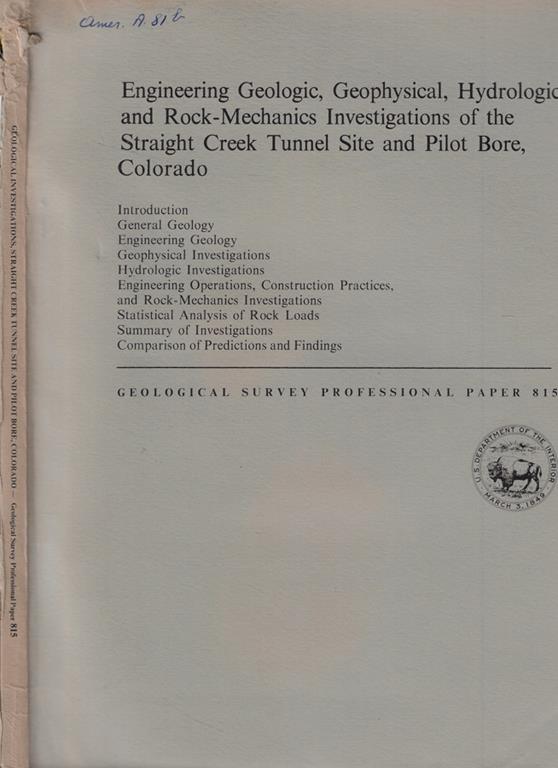 Amer. A. 81 b
Engineering Geologic, Geophysical, Hydrologic
and Rock-Mechanics Investigations of the
Straight Creek Tunnel Site and Pilot Bore,
Colorado
Introduction
General Geology
Engineering Geology
Geophysical Investigations
Hydrologic Investigations
Engineering Operations, Construction Practices,
and Rock-Mechanics Investigations
Statistical Analysis of Rock Loads
Summary of Investigations
Comparison of Predictions and Findings
GEOLOGICAL SURVEY PROFESSIONAL PAPER 815
U.S. DEPARTMENT OF THE INTERIOR
MARCH 3, 1849
GEOLOGICAL INVESTIGATIONS, STRAIGHT CREEK TUNNEL SITE AND PILOT BORE, COLORADO — Geological Survey Professional Paper 815